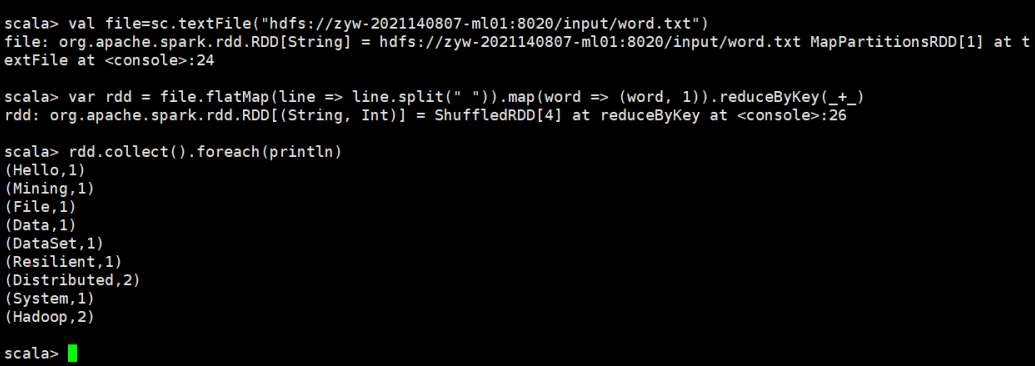 scala> val file=sc.textFile("hdfs://zyw-2021140807-ml01:8020/input/word.txt")
file: org.apache.spark.rdd.RDD[String] = hdfs://zyw-2021140807-ml01:8020/input/word.txt MapPartitionsRDD[1] at t
extFile at <console>:24
scala> var rdd = file.flatMap(line => line.split(" ")).map(word => (word, 1)).reduceByKey(_+_)
rdd: org.apache.spark.rdd.RDD[(String, Int)] = ShuffledRDD[4] at reduceByKey at <console>:26
scala> rdd.collect().foreach(println)
(Hello,1)
(Mining,1)
(File,1)
(Data,1)
(DataSet,1)
(Resilient,1)
(Distributed,2)
(System,1)
(Hadoop,2)
scala>